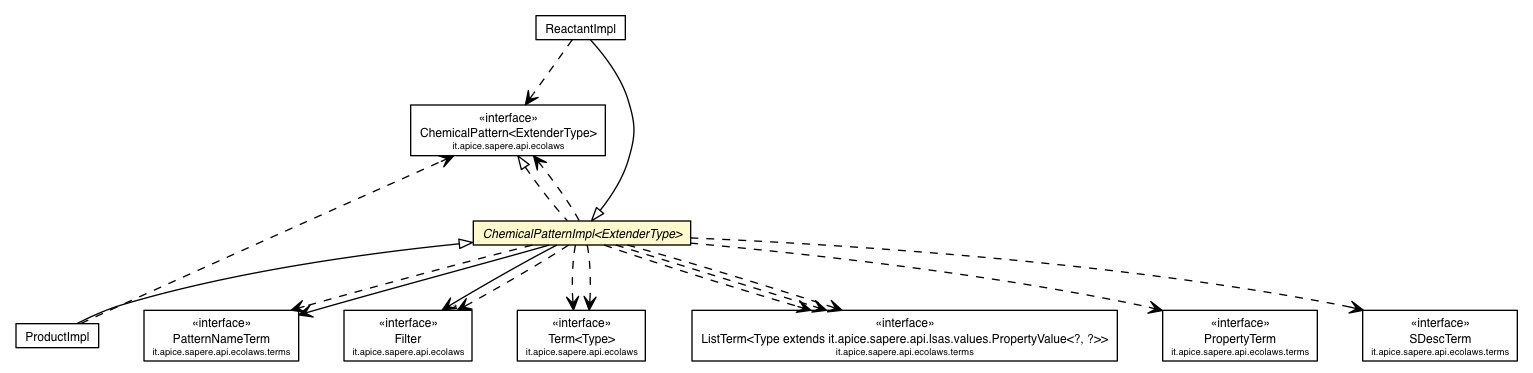 ReactantImpl
«interface»
ChemicalPattern<ExtenderType>
it.apice.sapere.api.ecolaws
ChemicalPatternImpl<ExtenderType>
ProductImpl
«interface»
PatternNameTerm
it.apice.sapere.api.ecolaws.terms
«interface»
Filter
it.apice.sapere.api.ecolaws
«interface»
Term<Type>
it.apice.sapere.api.ecolaws
«interface»
ListTerm<Type extends it.apice.sapere.api.lsas.values.PropertyValue<?, ?>>
it.apice.sapere.api.ecolaws.terms
«interface»
PropertyTerm
it.apice.sapere.api.ecolaws.terms
«interface»
SDescTerm
it.apice.sapere.api.ecolaws.terms